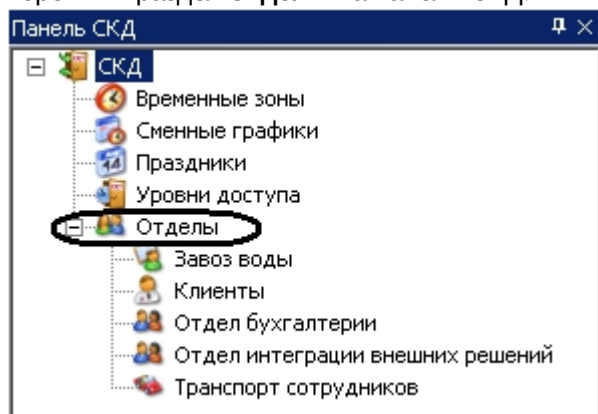 Панель СКД
СКД
Временные зоны
Сменные графики
14
Праздники
Уровни доступа
Отделы
Завоз воды
Клиенты
Отдел бухгалтерии
Отдел интеграции внешних решений
Транспорт сотрудников